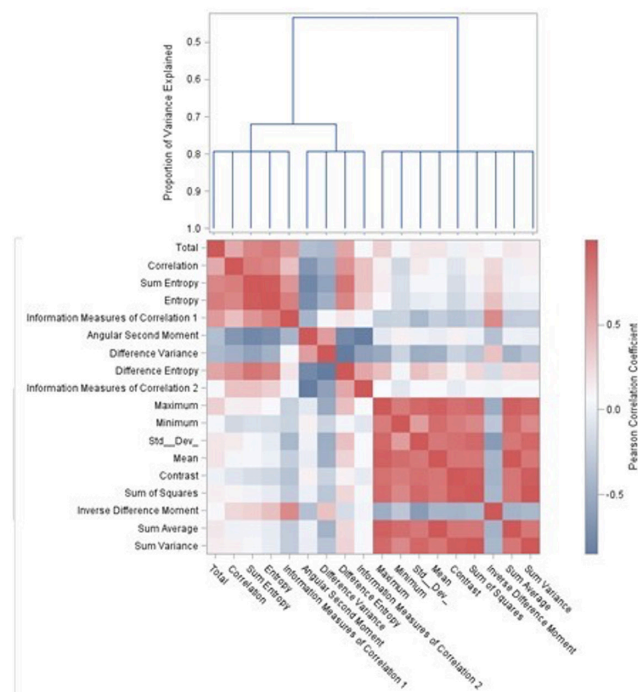 Proportion of Variance Explained
0.5
0.6
0.7
0.8
0.9
1.0
Total
Correlation
Sum Entropy
Entropy
Information Measures of Correlation 1
Angular Second Moment
Difference Variance
Difference Entropy
Information Measures of Correlation 2
Maximum
Minimum
Std__Dev_
Mean
Contrast
Sum of Squares
Inverse Difference Moment
Sum Average
Sum Variance
Total
Correlation
Sum Entropy
Entropy
Information Measures of Correlation 1
Angular Second Moment
Difference Variance
Difference Entropy
Information Measures of Correlation 2
Maximum
Minimum
Std__Dev_
Mean
Contrast
Sum of Squares
Inverse Difference Moment
Sum Average
Sum Variance
0.5
0.0
-0.5
Pearson Correlation Coefficient